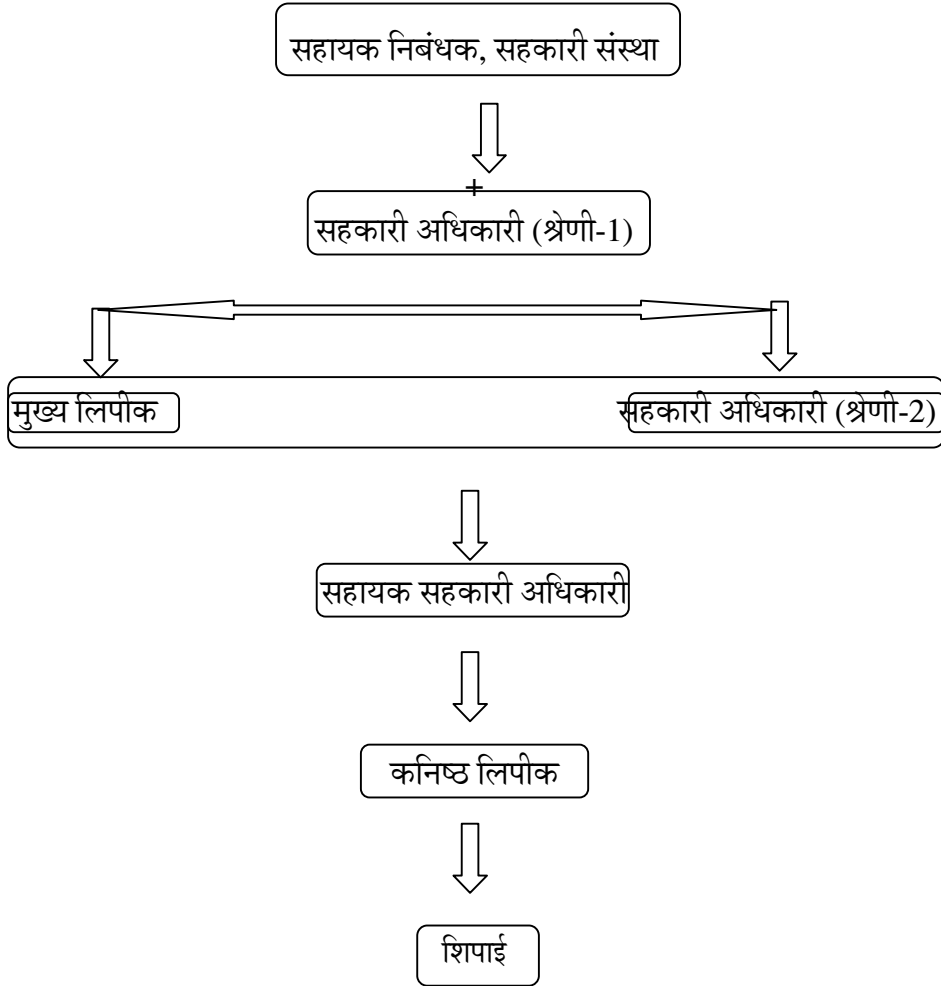 सहायक निबंधक, सहकारी संस्था
+
सहकारी अधिकारी (श्रेणी-1)
मुख्य लिपीक सहकारी अधिकारी (श्रेणी-2)
सहायक सहकारी अधिकारी
कनिष्ठ लिपीक
शिपाई